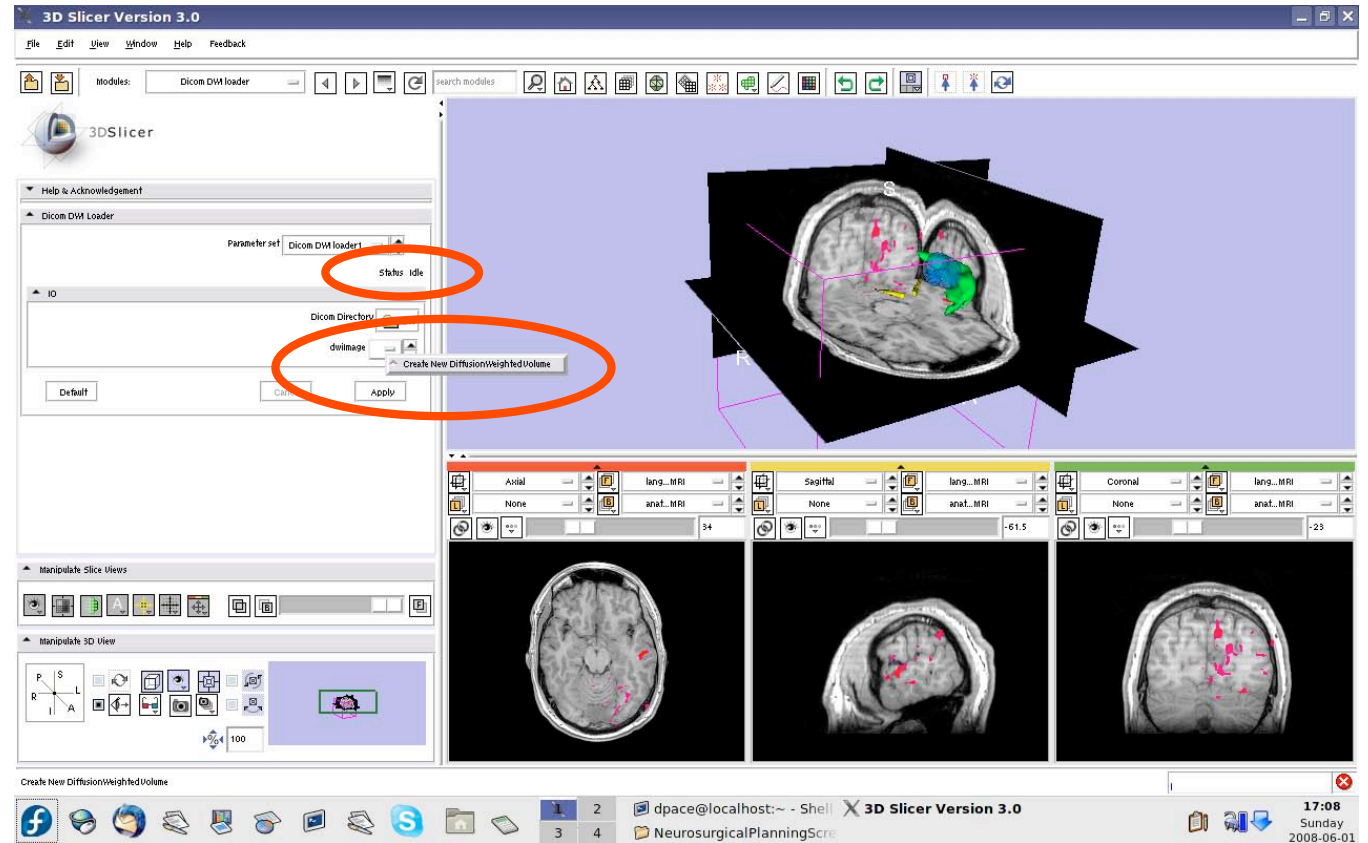 3D Slicer Version 3.0
File Edit View Window Help Feedback
Modules: Dicom DWI loader search modules
3DSlicer
Help & Acknowledgement
Dicom DWI Loader
Parameter set Dicom DWI loader1
Status Idle
IO
Dicom Directory
dwiImage
Create New DiffusionWeightedVolume
Default Apply
S
R
Axial lang...MRI
None anat...MRI
34
Sagittal lang...MRI
None anat...MRI
-61.5
Coronal lang...MRI
None anat...MRI
-23
Manipulate Slice Views
Manipulate 3D View
P S
R L
I A
100
Create New DiffusionWeightedVolume
1 2
3 4
dpace@localhost:~ - Shell
NeurosurgicalPlanningScre
3D Slicer Version 3.0
17:08
Sunday
2008-06-01